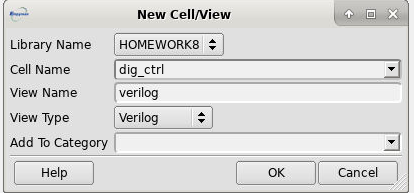 New Cell/View
Library Name HOMEWORK8
Cell Name dig_ctrl
View Name verilog
View Type Verilog
Add To Category
Help OK Cancel